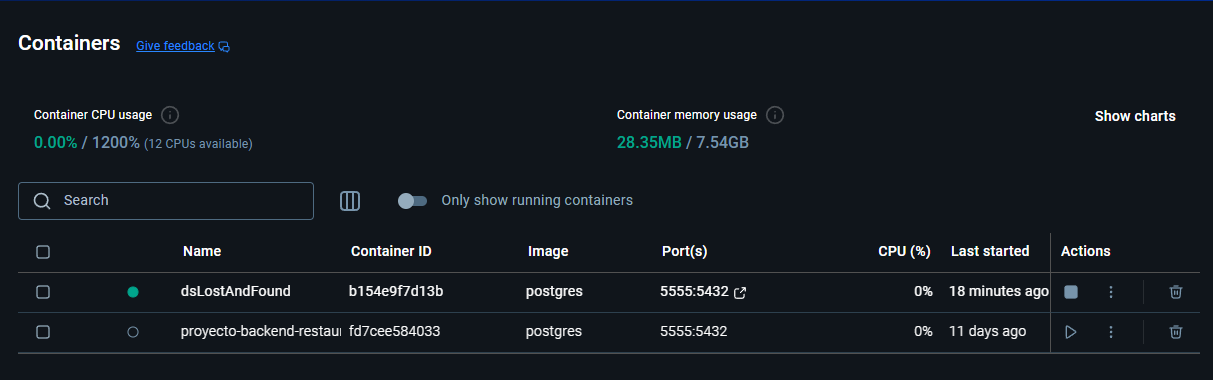 Containers Give feedback
Container CPU usage
0.00% / 1200% (12 CPUs available)
Container memory usage
28.35MB / 7.54GB
Show charts
Search
Only show running containers
Name Container ID Image Port(s) CPU (%) Last started Actions
dsLostAndFound b154e9f7d13b postgres 5555:5432 0% 18 minutes ago
proyecto-backend-restau fd7cee584033 postgres 5555:5432 0% 11 days ago